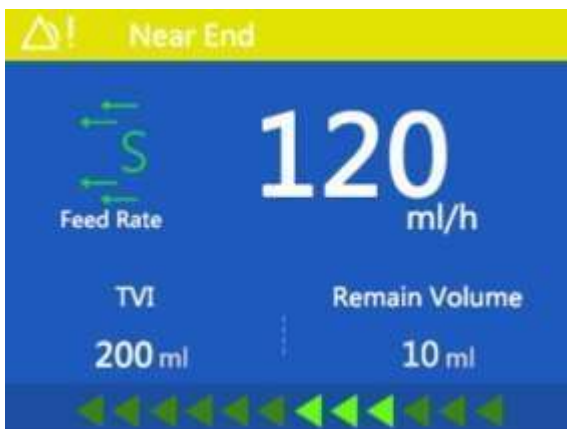 ! Near End
S
120
Feed Rate
ml/h
TVI
Remain Volume
200 ml
10 ml